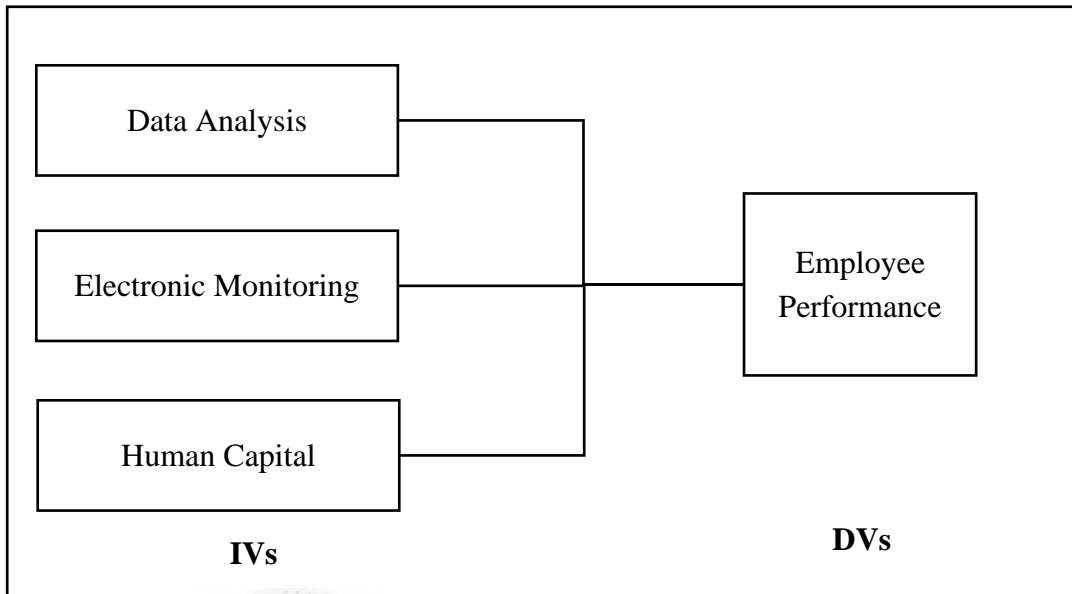 Data Analysis
Electronic Monitoring
Employee
Performance
Human Capital
IVs
DVs